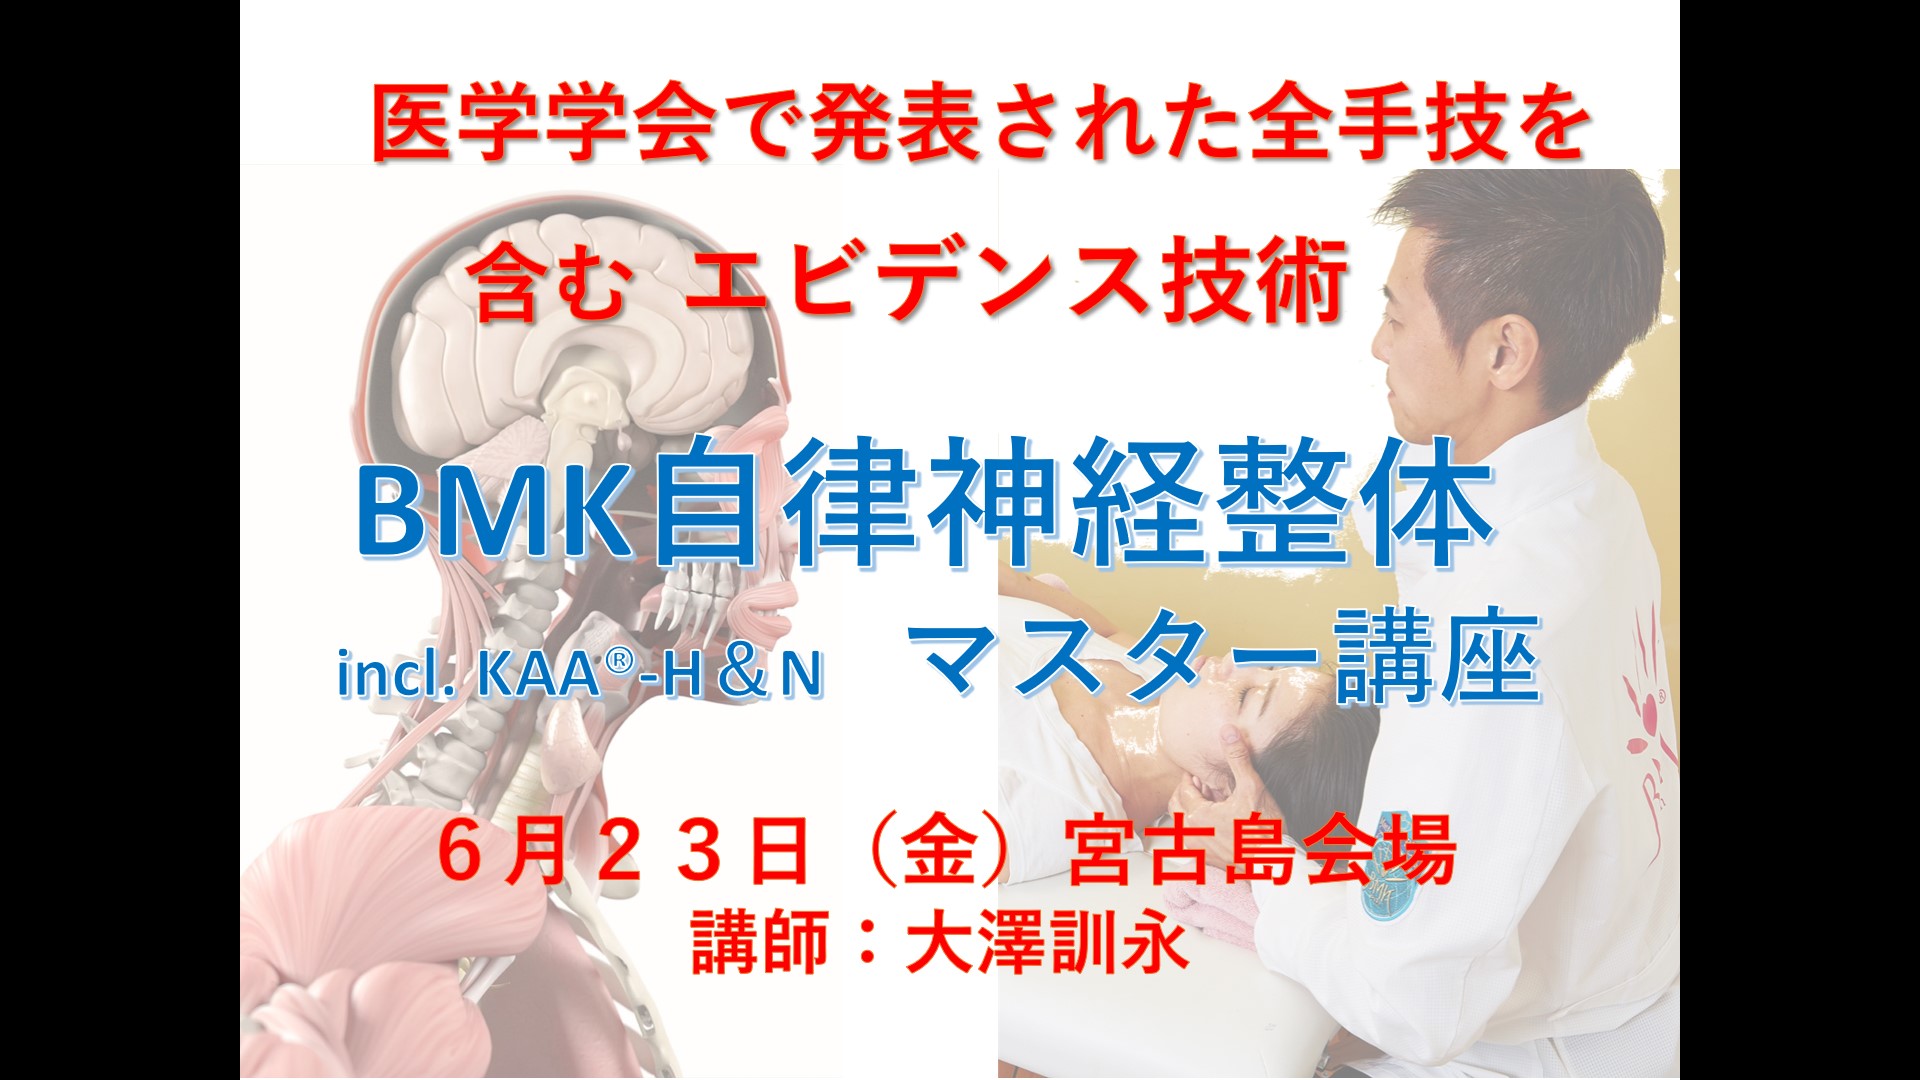 医学学会で発表された全手技を
含む エビデンス技術
BMK自律神経整体
incl. KAA®-H＆N マスター講座
６月２３日（金）宮古島会場
講師：大澤訓永